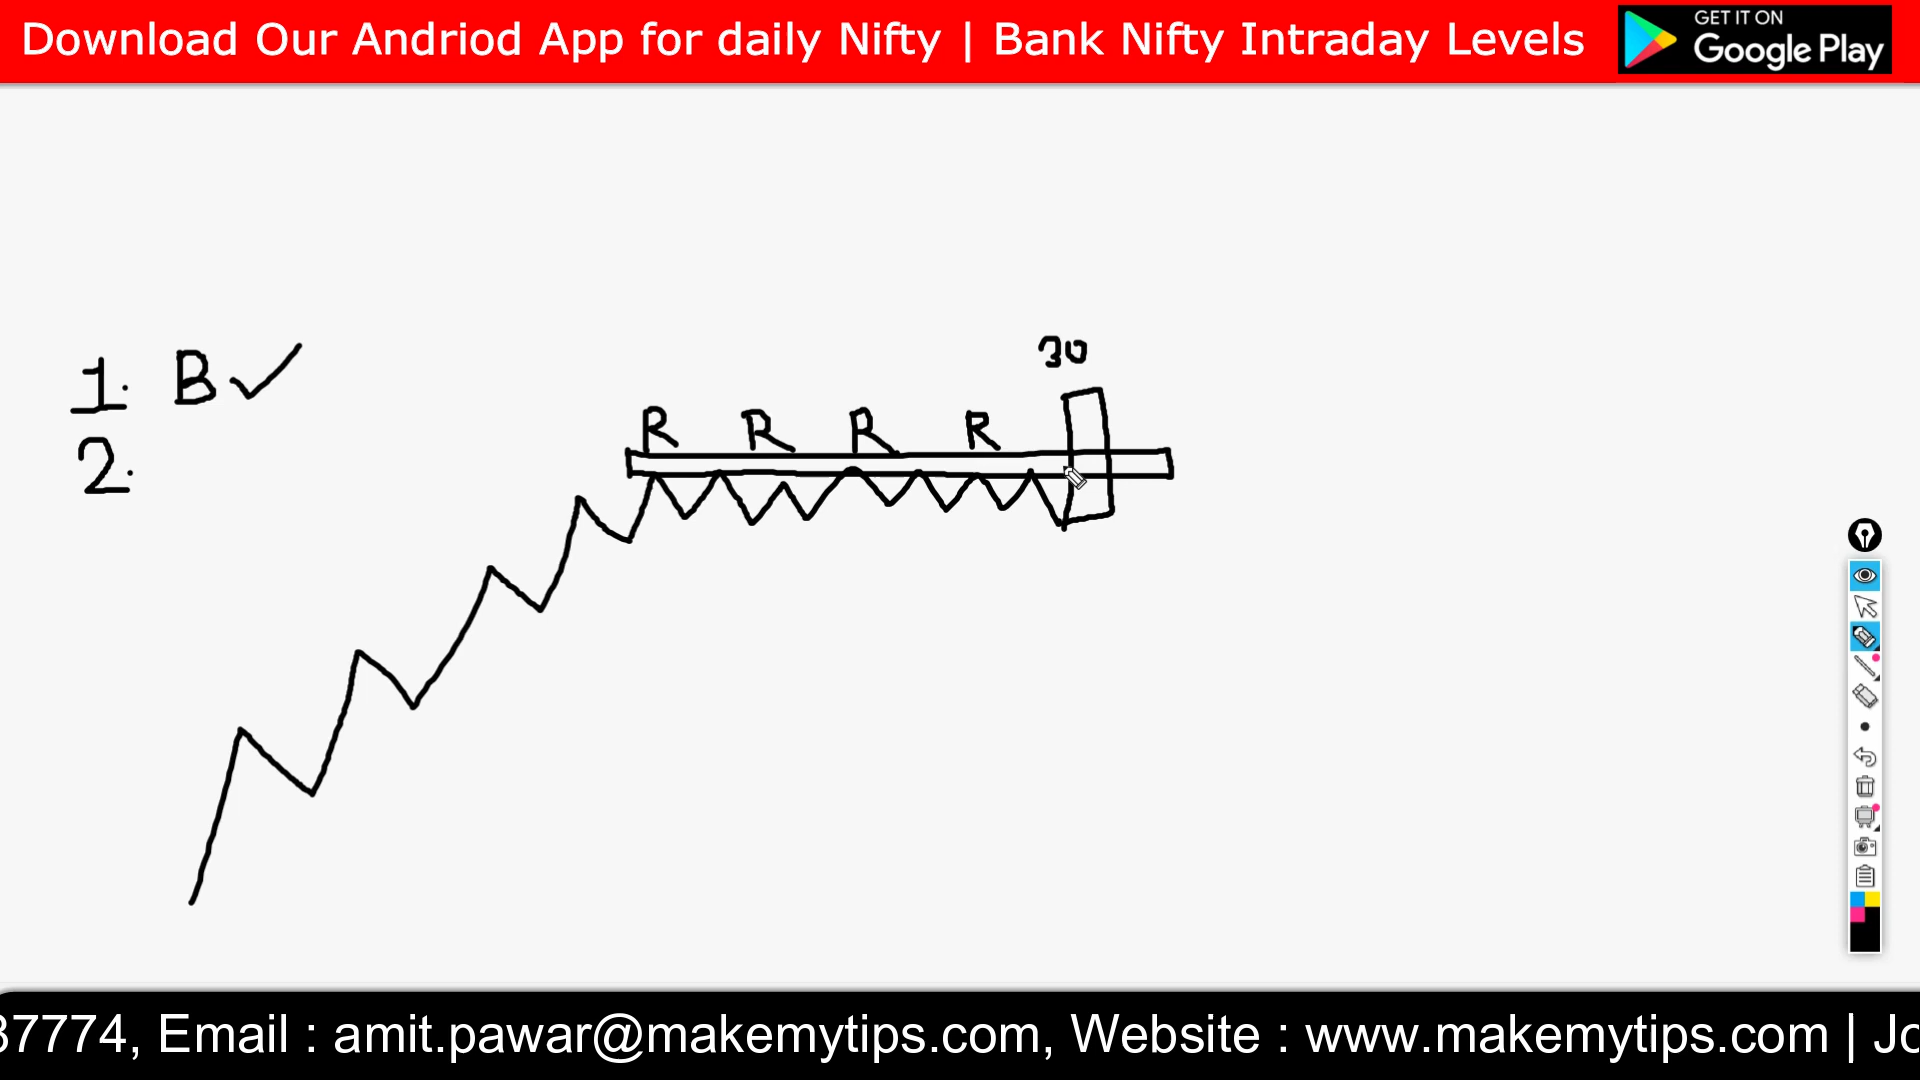 Download Our Andriod App for daily Nifty | Bank Nifty Intraday Levels
GET IT ON
Google Play
30
1. B✓
R R R R
2.
37774, Email : amit.pawar@makemytips.com, Website : www.makemytips.com | Jo